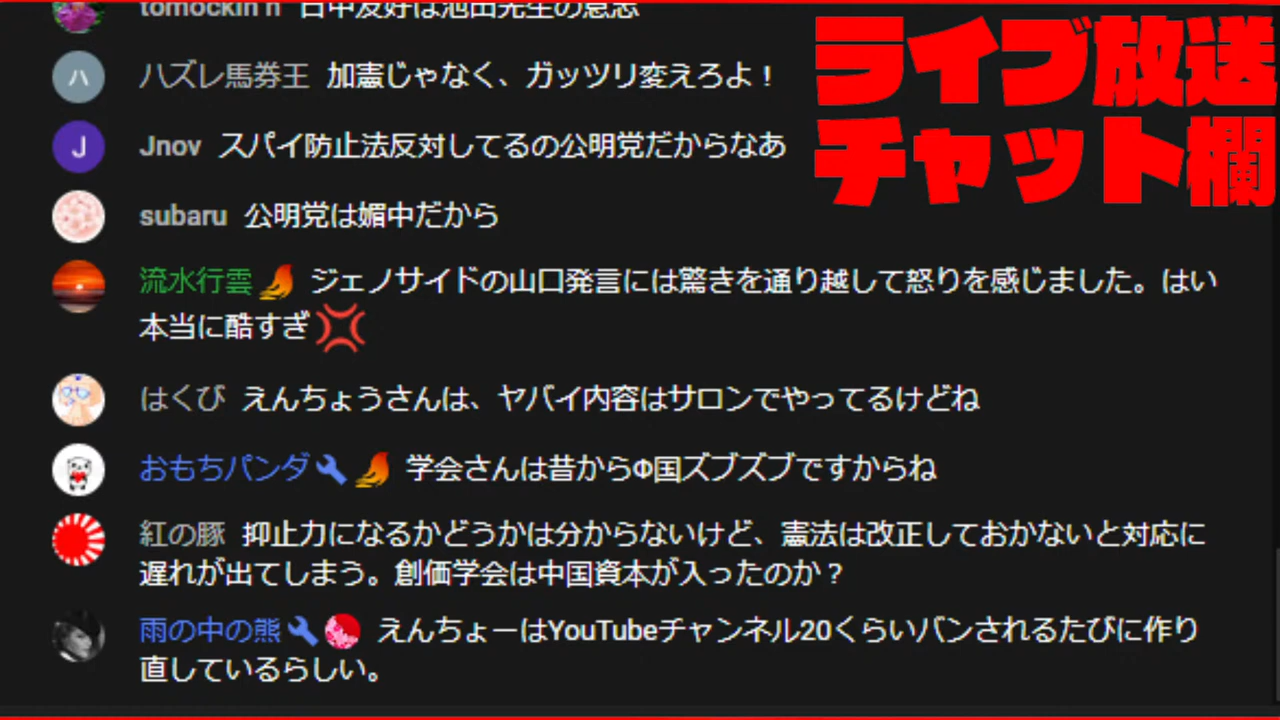 tomockin n 日中友好は池田先生の意志
ライブ放送
チャット欄
ハ ハズレ馬券王 加憲じゃなく、ガッツリ変えろよ！
J Jnov スパイ防止法反対してるの公明党だからなあ
subaru 公明党は媚中だから
流水行雲 ジェノサイドの山口発言には驚きを通り越して怒りを感じました。はい
本当に酷すぎ
はくび えんちょうさんは、ヤバイ内容はサロンでやってるけどね
おもちパンダ 学会さんは昔からΦ国ズブズブですからね
紅の豚 抑止力になるかどうかは分からないけど、憲法は改正しておかないと対応に
遅れが出てしまう。創価学会は中国資本が入ったのか？
雨の中の熊 えんちょーはYouTubeチャンネル20くらいバンされるたびに作り
直しているらしい。